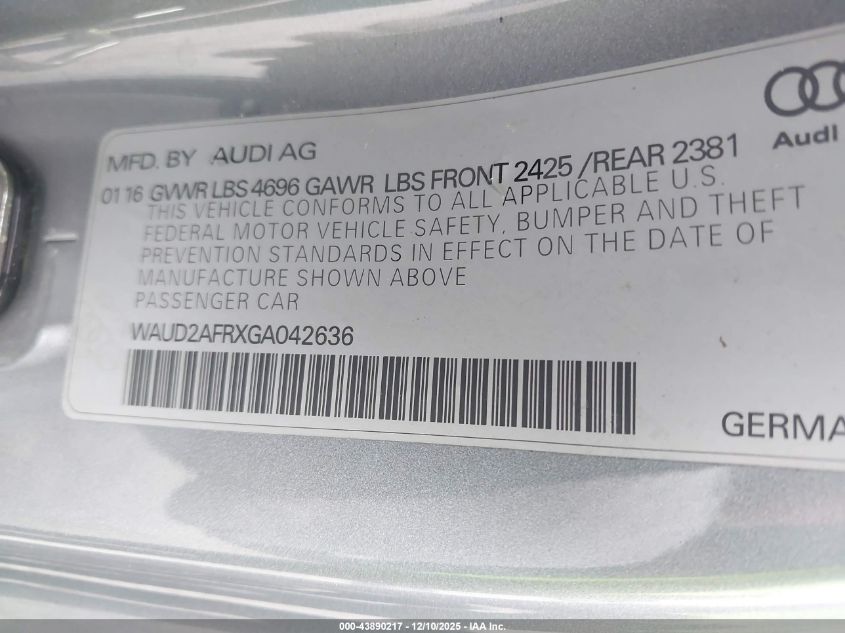 MFD. BY AUDI AG
Audi
01 16 GVWR LBS 4696 GAWR LBS FRONT 2425 /REAR 2381
THIS VEHICLE CONFORMS TO ALL APPLICABLE U.S.
FEDERAL MOTOR VEHICLE SAFETY, BUMPER AND THEFT
PREVENTION STANDARDS IN EFFECT ON THE DATE OF
MANUFACTURE SHOWN ABOVE
PASSENGER CAR
WAUD2AFRXGA042636
GERMA
000-43890217 - 12/10/2025 - IAA Inc.